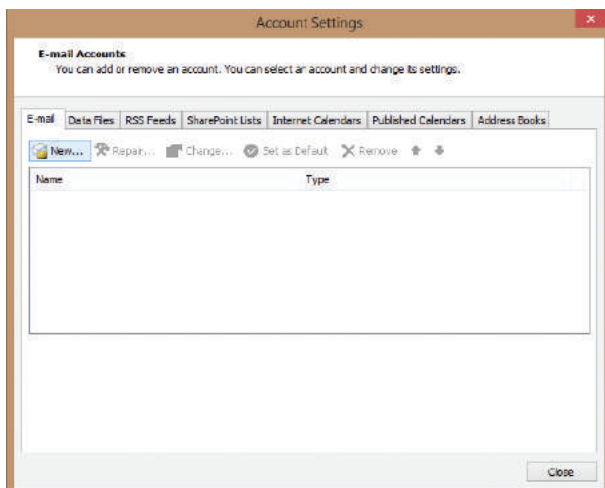 Account Settings
E-mail Accounts
You can add or remove an account. You can select an account and change its settings.
E-mail Data Files RSS Feeds SharePoint Lists Internet Calendars Published Calendars Address Books
New... Repair... Change... Set as Default Remove
Name Type
Close